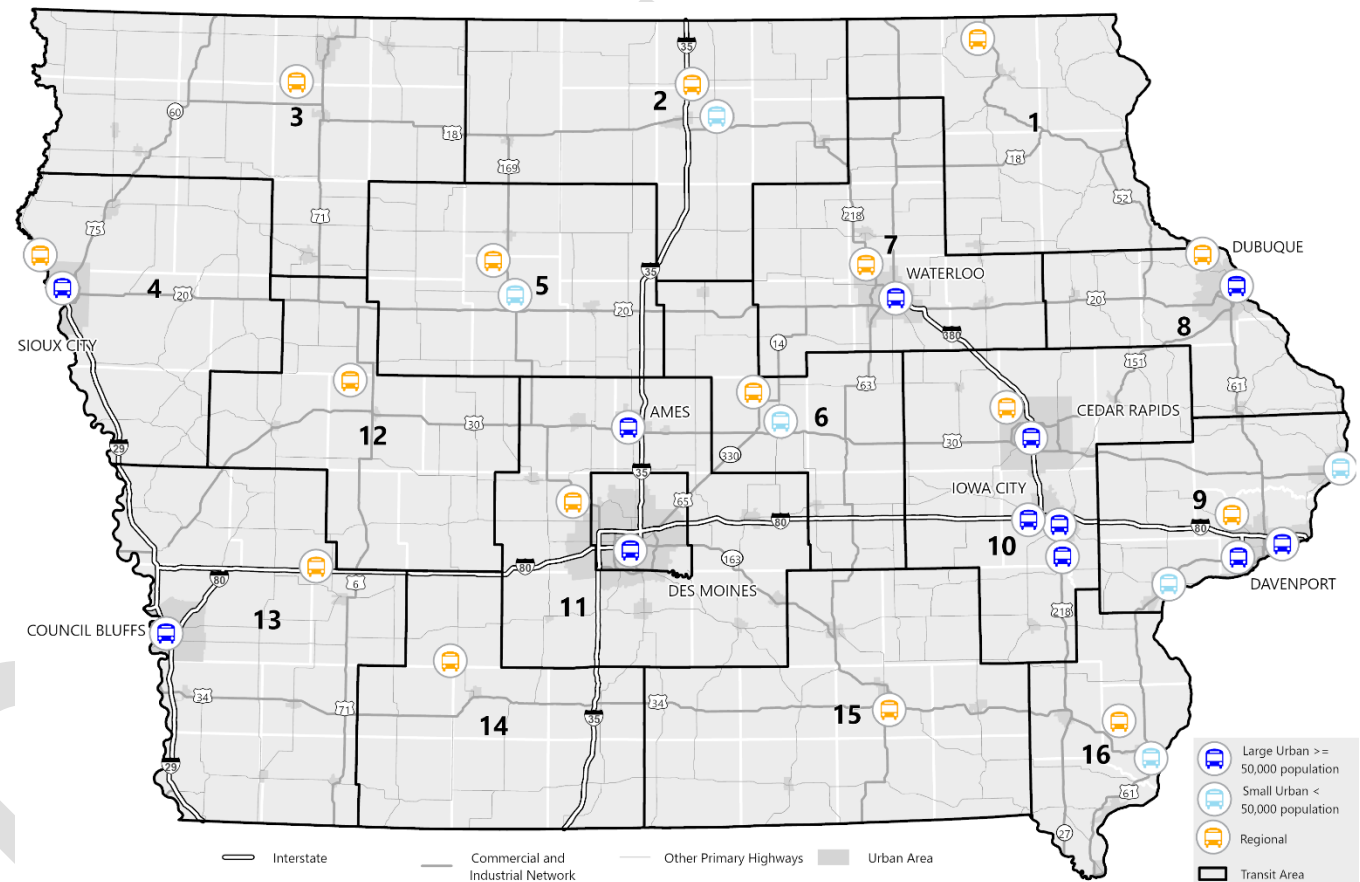 35
2
3
60
1
18
18
169
71
52
218
75
7
DUBUQUE
WATERLOO
5
4
20
35
20
20
8
SIOUX CITY
380
14
151
63
61
AMES
CEDAR RAPIDS
6
12
30
30
29
330
35
IOWA CITY
65
9
80
80
10
163
80
6
80
DES MOINES
DAVENPORT
11
13
218
COUNCIL BLUFFS
34
71
34
15
14
35
16
29
61
27
Large Urban >=
50,000 population
Small Urban <
50,000 population
Regional
Transit Area
Interstate
Commercial and
Industrial Network
Other Primary Highways
Urban Area